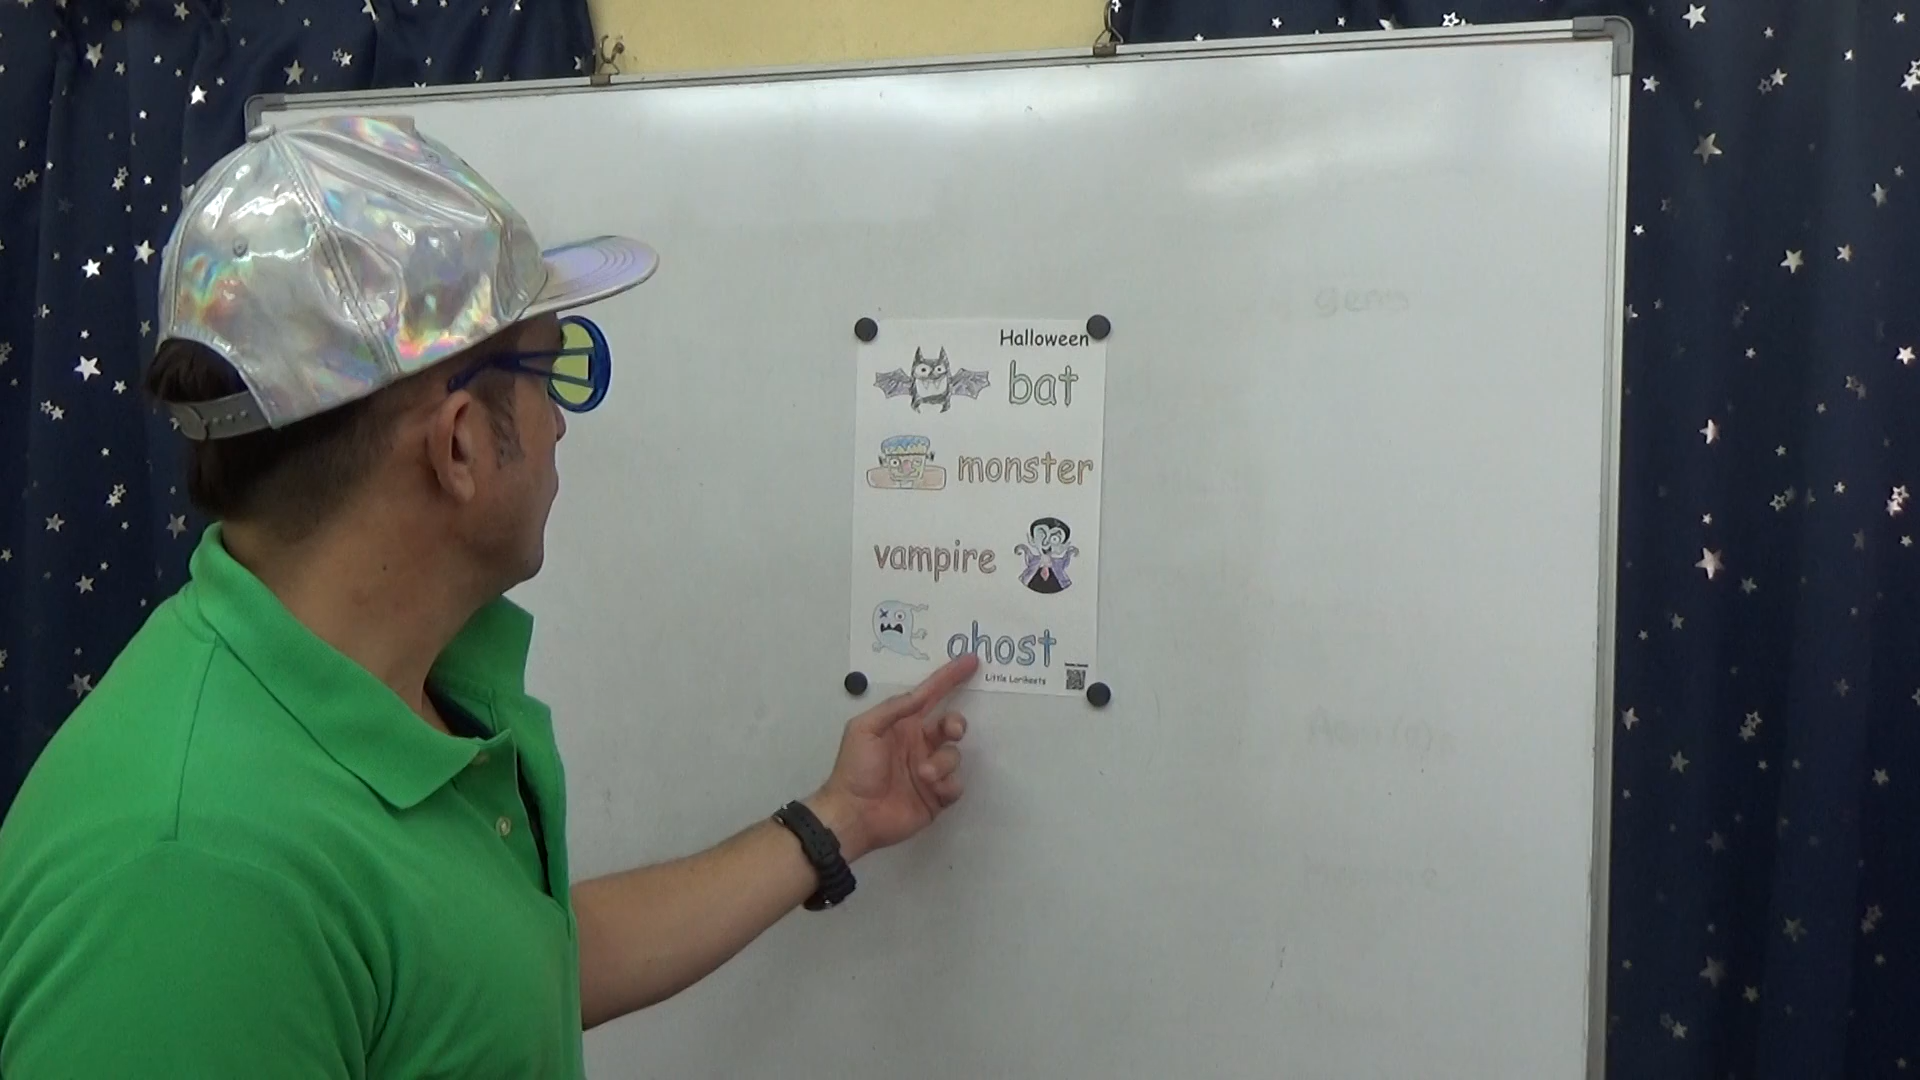 Halloween
bat
monster
vampire
ghost
Little Lorikeets